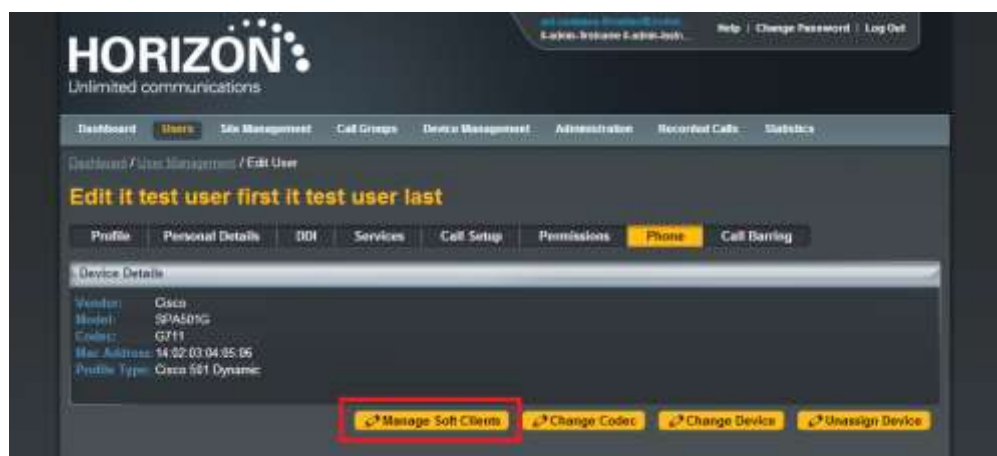 HORIZON
Unlimited communications
Help | Change Password | Log Out
Dashboard Users Site Management Call Groups Device Management Administration Recorded Calls Statistics
Dashboard / User Management / Edit User
Edit it test user first it test user last
Profile Personal Details DDI Services Call Setup Permissions Phone Call Barring
Device Details
Vendor: Cisco
Model: SPA501G
Codec: G711
Mac Address: 14:02:03:04:05:06
Profile Type: Cisco 501 Dynamic
Manage Soft Clients Change Codec Change Device Unassign Device